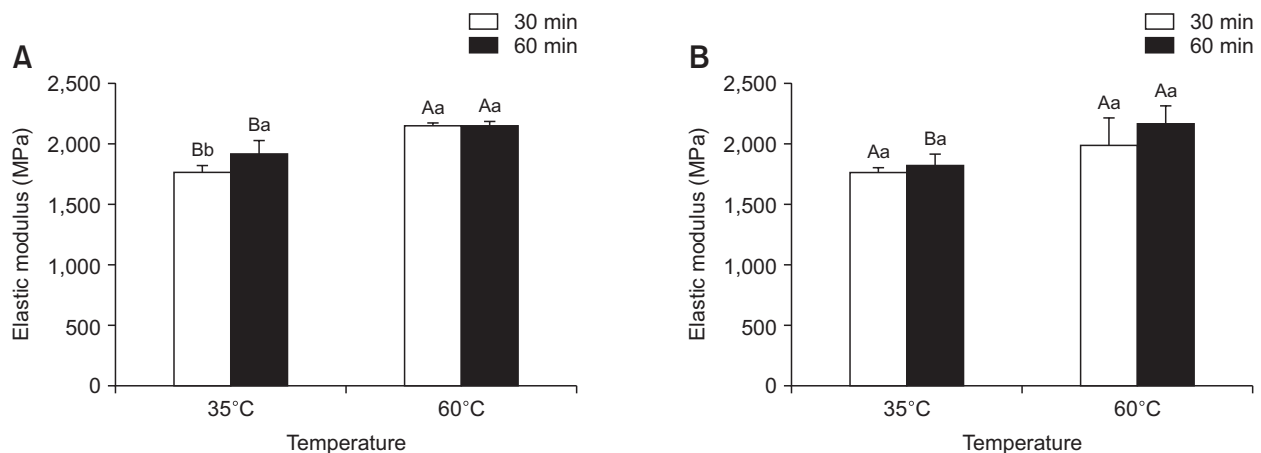 A
30 min
60 min
Elastic modulus (MPa)
2,500
2,000
1,500
1,000
500
0
Bb
Ba
Aa
Aa
35°C
60°C
Temperature
B
30 min
60 min
Elastic modulus (MPa)
2,500
2,000
1,500
1,000
500
0
Aa
Ba
Aa
Aa
35°C
60°C
Temperature